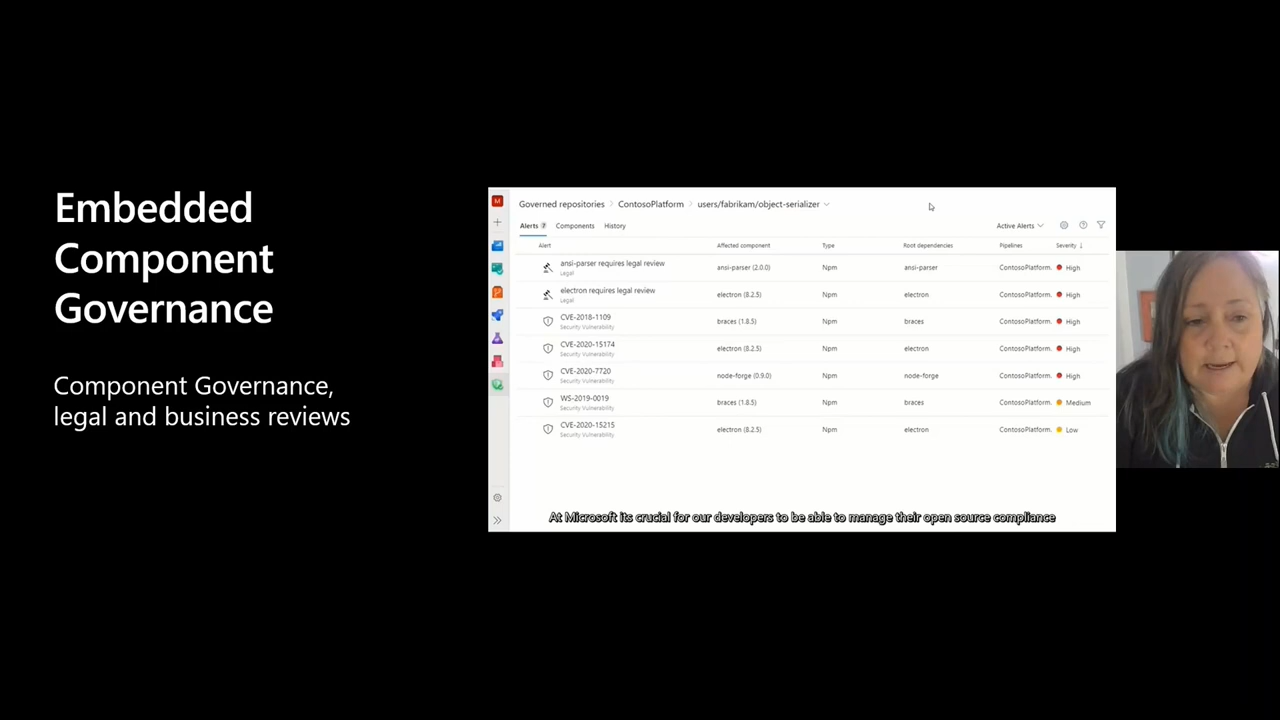 Embedded
Component
Governance
Component Governance,
legal and business reviews
M
Governed repositories > ContosoPlatform > users/fabrikam/object-serializer
Alerts 7 Components History Active Alerts
Alert Affected component Type Root dependencies Pipelines Severity ↓
ansi-parser requires legal review ansi-parser (2.0.0) Npm ansi-parser ContosoPlatform. High
Legal
electron requires legal review electron (8.2.5) Npm electron ContosoPlatform. High
Legal
CVE-2018-1109 braces (1.8.5) Npm braces ContosoPlatform. High
Security Vulnerability
CVE-2020-15174 electron (8.2.5) Npm electron ContosoPlatform. High
Security Vulnerability
CVE-2020-7720 node-forge (0.9.0) Npm node-forge ContosoPlatform. High
Security Vulnerability
WS-2019-0019 braces (1.8.5) Npm braces ContosoPlatform. Medium
Security Vulnerability
CVE-2020-15215 electron (8.2.5) Npm electron ContosoPlatform. Low
Security Vulnerability
At Microsoft its crucial for our developers to be able to manage their open source compliance